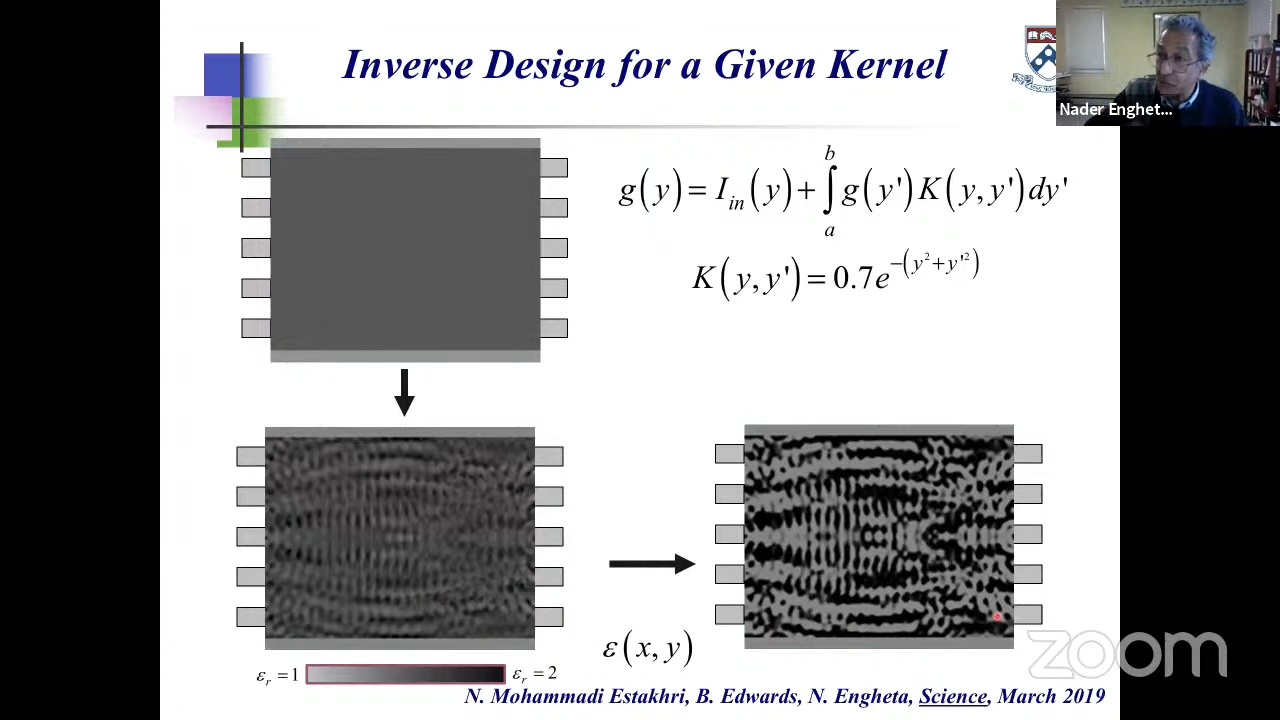 Inverse Design for a Given Kernel
Nader Enghet...
g(y) = I_in(y) + ∫_a^b g(y')K(y, y')dy'
K(y, y') = 0.7e^{-(y²+y'²)}
ε(x, y)
ε_r = 1
ε_r = 2
zoom
N. Mohammadi Estakhri, B. Edwards, N. Engheta, Science, March 2019